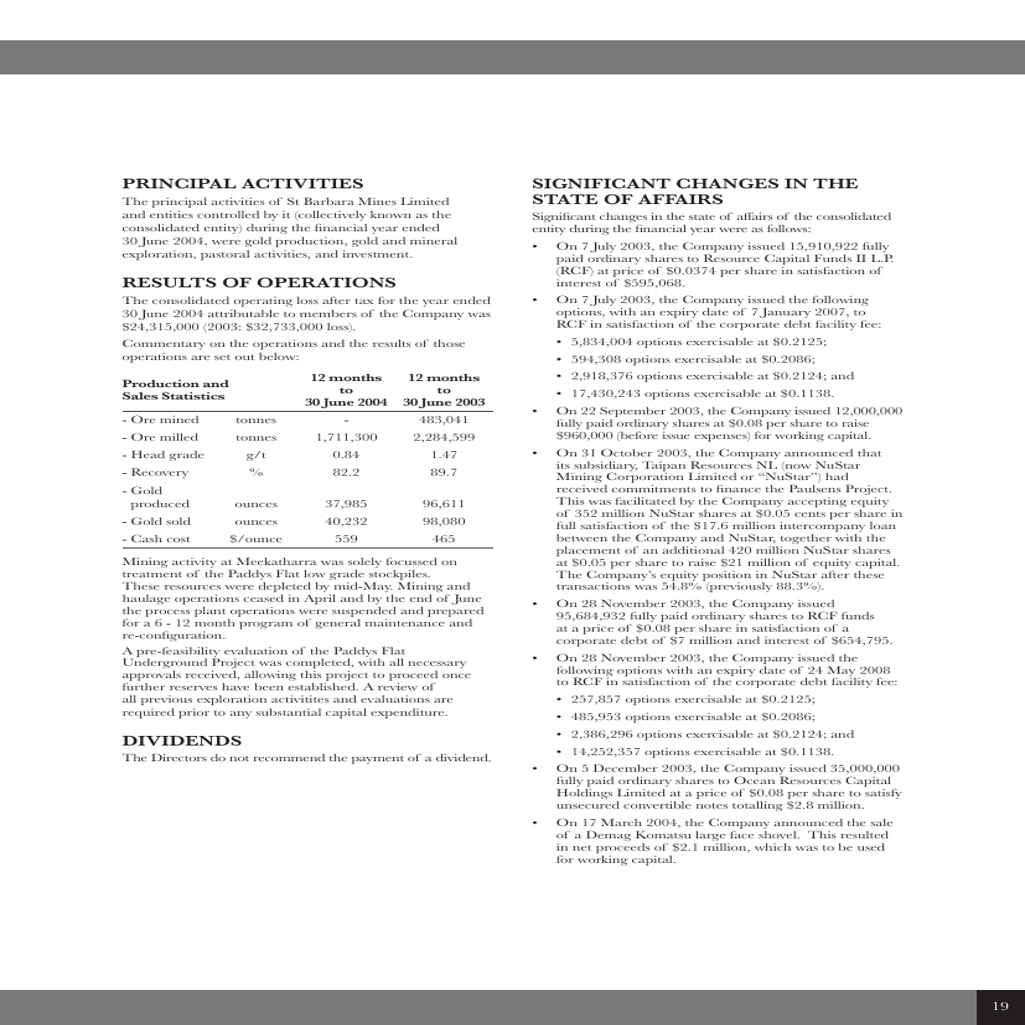 PRINCIPAL ACTIVITIES
The principal activities of St Barbara Mines Limited
and entities controlled by it (collectively known as the
consolidated entity) during the financial year ended
30 June 2004, were gold production, gold and mineral
exploration, pastoral activities, and investment.
RESULTS OF OPERATIONS
The consolidated operating loss after tax for the year ended
30 June 2004 attributable to members of the Company was
$24,315,000 (2003: $32,733,000 loss).
Commentary on the operations and the results of those
operations are set out below:
Production and Sales Statistics 12 months to 30 June 2004 12 months to 30 June 2003
- Ore mined tonnes - 483,041
- Ore milled tonnes 1,711,300 2,284,599
- Head grade g/t 0.84 1.47
- Recovery % 82.2 89.7
- Gold
produced ounces 37,985 96,611
- Gold sold ounces 40,232 98,080
- Cash cost $/ounce 559 465
Mining activity at Meekatharra was solely focussed on
treatment of the Paddys Flat low grade stockpiles.
These resources were depleted by mid-May. Mining and
haulage operations ceased in April and by the end of June
the process plant operations were suspended and prepared
for a 6 - 12 month program of general maintenance and
re-configuration.
A pre-feasibility evaluation of the Paddys Flat
Underground Project was completed, with all necessary
approvals received, allowing this project to proceed once
further reserves have been established. A review of
all previous exploration activitites and evaluations are
required prior to any substantial capital expenditure.
DIVIDENDS
The Directors do not recommend the payment of a dividend.
SIGNIFICANT CHANGES IN THE
STATE OF AFFAIRS
Significant changes in the state of affairs of the consolidated
entity during the financial year were as follows:
• On 7 July 2003, the Company issued 15,910,922 fully
paid ordinary shares to Resource Capital Funds II L.P.
(RCF) at price of $0.0374 per share in satisfaction of
interest of $595,068.
• On 7 July 2003, the Company issued the following
options, with an expiry date of 7 January 2007, to
RCF in satisfaction of the corporate debt facility fee:
• 5,834,004 options exercisable at $0.2125;
• 594,308 options exercisable at $0.2086;
• 2,918,376 options exercisable at $0.2124; and
• 17,430,243 options exercisable at $0.1138.
• On 22 September 2003, the Company issued 12,000,000
fully paid ordinary shares at $0.08 per share to raise
$960,000 (before issue expenses) for working capital.
• On 31 October 2003, the Company announced that
its subsidiary, Taipan Resources NL (now NuStar
Mining Corporation Limited or “NuStar”) had
received commitments to finance the Paulsens Project.
This was facilitated by the Company accepting equity
of 352 million NuStar shares at $0.05 cents per share in
full satisfaction of the $17.6 million intercompany loan
between the Company and NuStar, together with the
placement of an additional 420 million NuStar shares
at $0.05 per share to raise $21 million of equity capital.
The Company’s equity position in NuStar after these
transactions was 54.8% (previously 88.3%).
• On 28 November 2003, the Company issued
95,684,932 fully paid ordinary shares to RCF funds
at a price of $0.08 per share in satisfaction of a
corporate debt of $7 million and interest of $654,795.
• On 28 November 2003, the Company issued the
following options with an expiry date of 24 May 2008
to RCF in satisfaction of the corporate debt facility fee:
• 257,857 options exercisable at $0.2125;
• 485,953 options exercisable at $0.2086;
• 2,386,296 options exercisable at $0.2124; and
• 14,252,357 options exercisable at $0.1138.
• On 5 December 2003, the Company issued 35,000,000
fully paid ordinary shares to Ocean Resources Capital
Holdings Limited at a price of $0.08 per share to satisfy
unsecured convertible notes totalling $2.8 million.
• On 17 March 2004, the Company announced the sale
of a Demag Komatsu large face shovel. This resulted
in net proceeds of $2.1 million, which was to be used
for working capital.
19